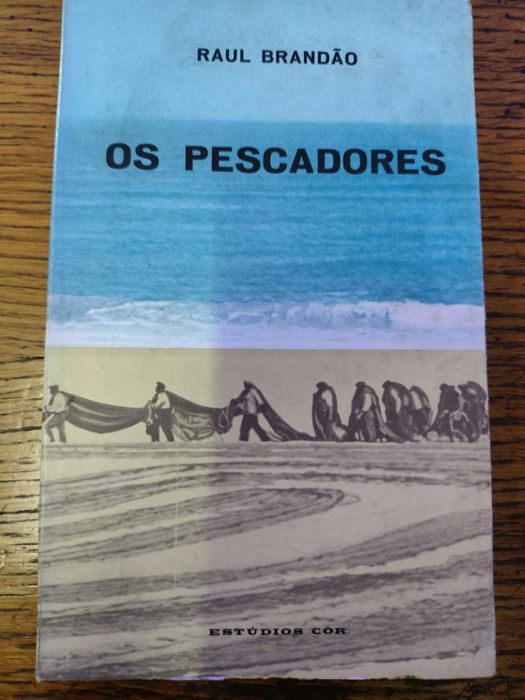 RAUL BRANDÃO
OS PESCADORES
ESTÚDIOS COR